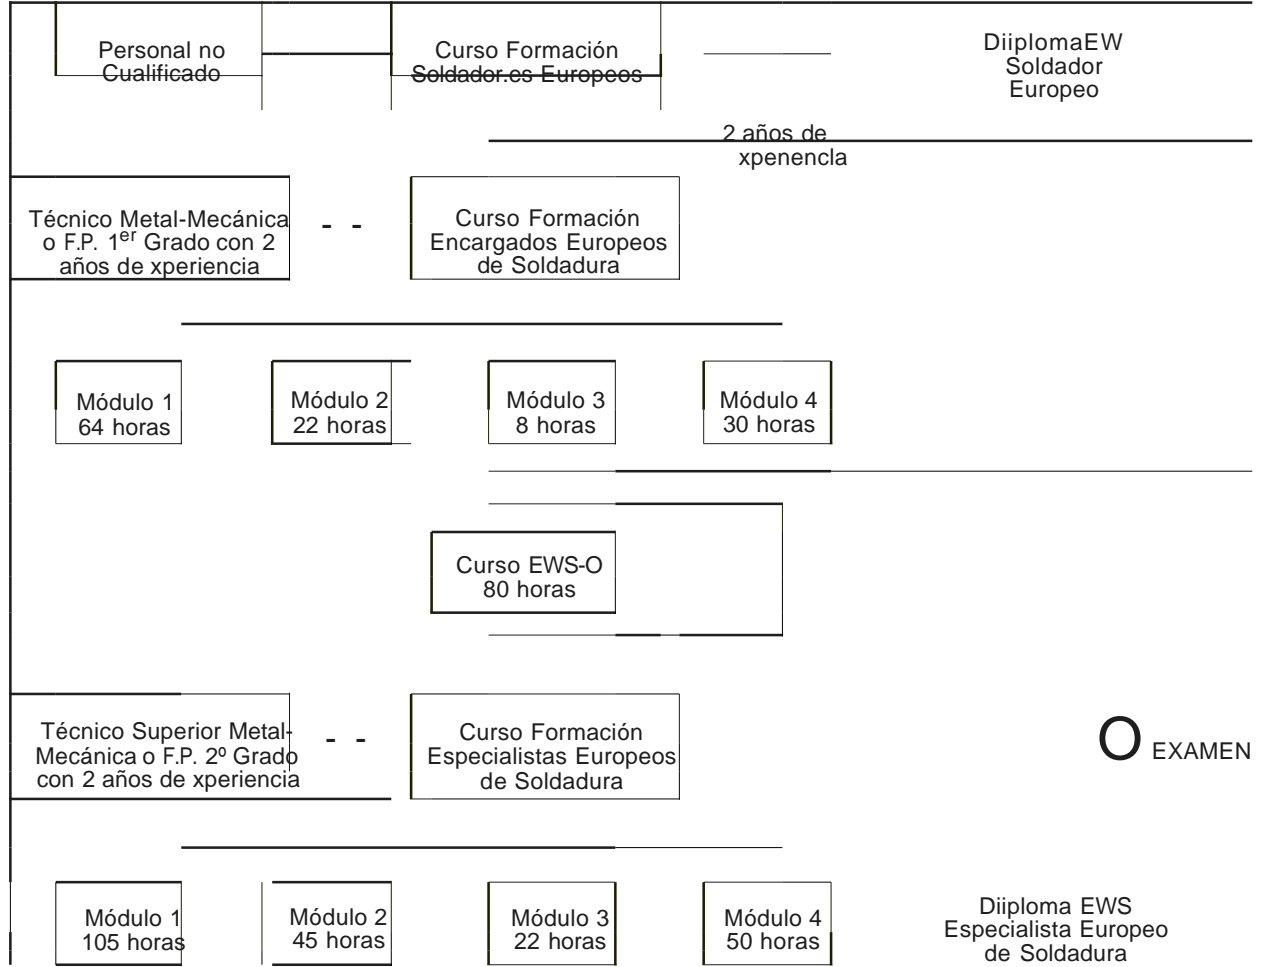 Personal no
Cualificado
Curso Formación
Soldador.es Europeos
DiiplomaEW
Soldador
Europeo
2 años de
xpenencla
Técnico Metal-Mecánica
o F.P. 1er Grado con 2
años de xperiencia
- -
Curso Formación
Encargados Europeos
de Soldadura
Módulo 1
64 horas
Módulo 2
22 horas
Módulo 3
8 horas
Módulo 4
30 horas
Curso EWS-O
80 horas
Técnico Superior Metal-
Mecánica o F.P. 2º Grado
con 2 años de xperiencia
- -
Curso Formación
Especialistas Europeos
de Soldadura
O EXAMEN
Módulo 1
105 horas
Módulo 2
45 horas
Módulo 3
22 horas
Módulo 4
50 horas
Diiploma EWS
Especialista Europeo
de Soldadura